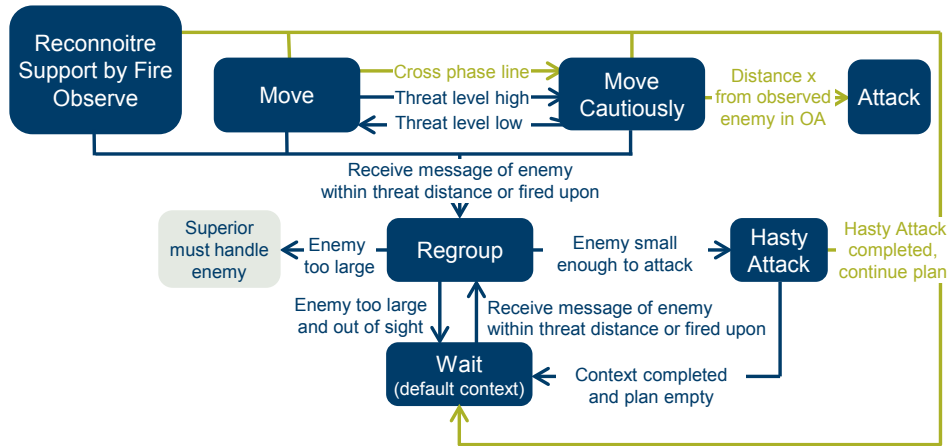 Reconnoitre
Support by Fire
Observe
Move
Cross phase line
Threat level high
Threat level low
Move
Cautiously
Distance x
from observed
enemy in OA
Attack
Receive message of enemy
within threat distance or fired upon
Superior
must handle
enemy
Enemy
too large
Regroup
Enemy small
enough to attack
Hasty
Attack
Hasty Attack
completed,
continue plan
Enemy too large
and out of sight
Receive message of enemy
within threat distance or fired upon
Wait
(default context)
Context completed
and plan empty